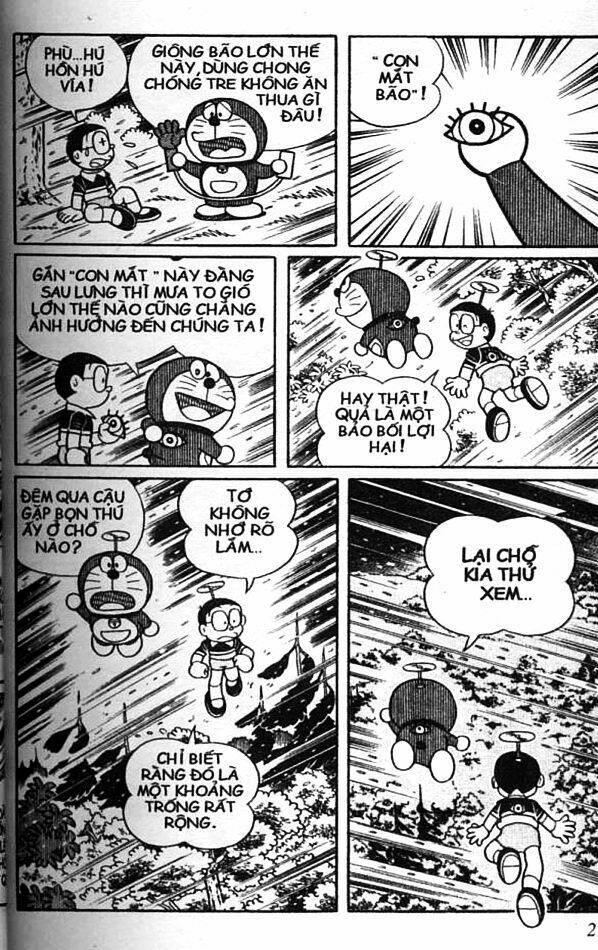 PHÙ...HÚ
HỒN HÚ
VÍA!
GIÔNG BÃO LỚN THẾ
NÀY, DÙNG CHONG
CHÓNG TRE KHÔNG ĂN
THUA GÌ
ĐÂU!
"CON
MẮT
BÃO"!
GẮN "CON MẮT" NÀY ĐẰNG
SAU LƯNG THÌ MƯA TO GIÓ
LỚN THẾ NÀO CŨNG CHẲNG
ẢNH HƯỞNG ĐẾN CHÚNG TA!
HAY THẬT!
QUẢ LÀ MỘT
BẢO BỐI LỢI
HẠI!
ĐÊM QUA CẬU
GẶP BỌN THÚ
ẤY Ở CHỖ
NÀO?
TỚ
KHÔNG
NHỚ RÕ
LẮM...
CHỈ BIẾT
RẰNG ĐÓ LÀ
MỘT KHOẢNG
TRỐNG RẤT
RỘNG.
LẠI CHỖ
KIA THỬ
XEM...
2